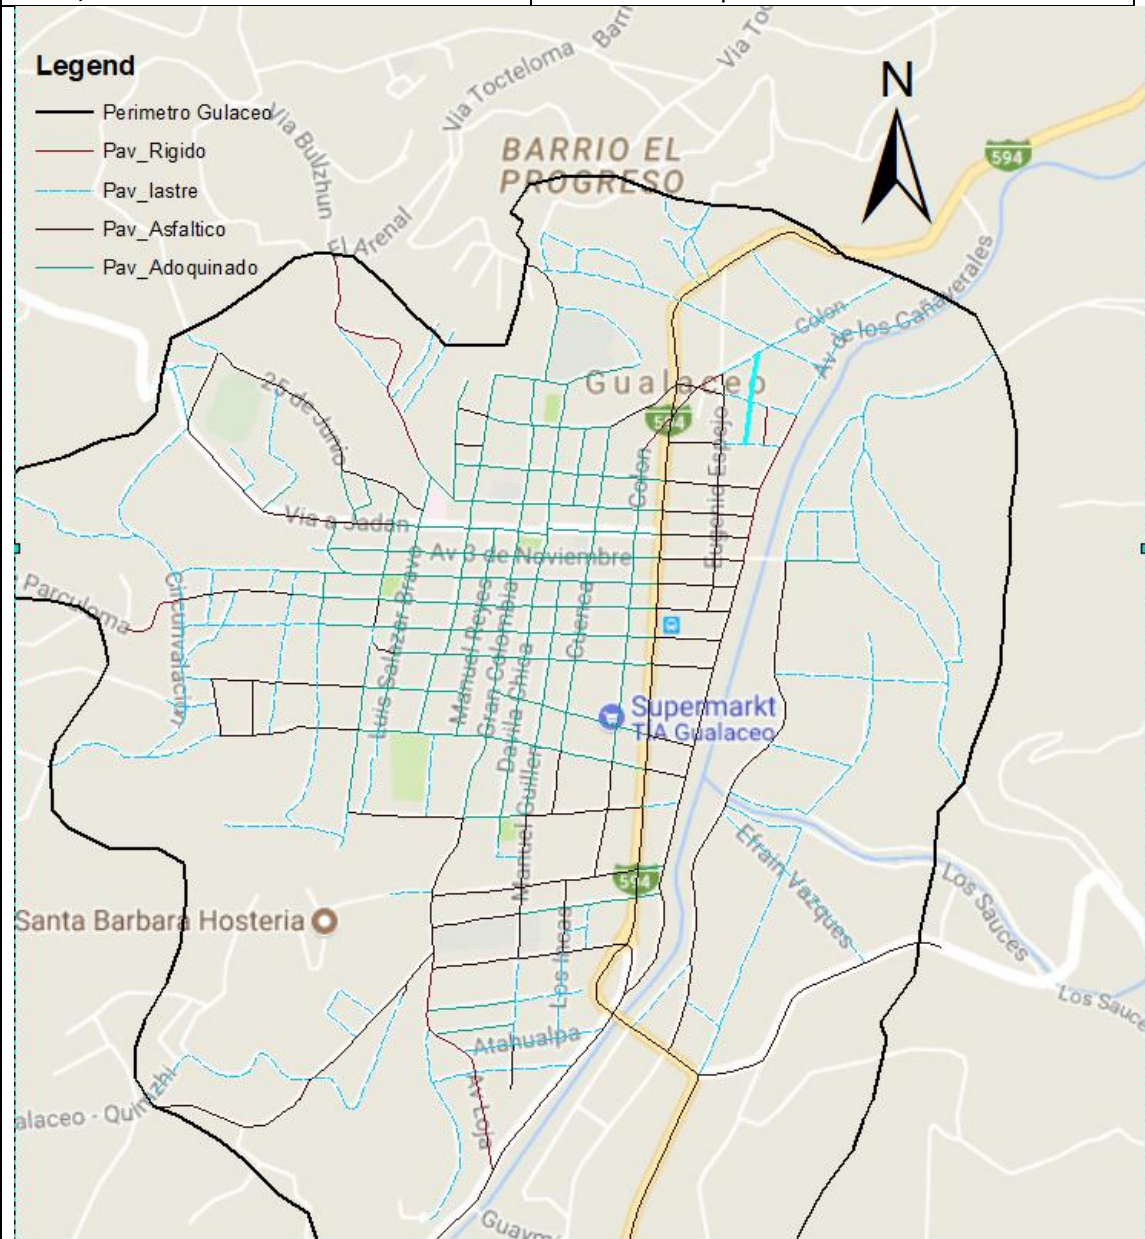 Legend
Perimetro Gulaceo
Pav_Rigido
Pav_lastre
Pav_Asfaltico
Pav_Adoquinado
N
Via Tocteloma
Barri
Via Toc
Via Bulzhun
El Arenal
BARRIO EL
PROGRESO
594
Colon
Av de los Cañaverales
Gualaceo
594
25 de Junio
Colon
Eugenio Espejo
Via a Jadan
Av 3 de Noviembre
Parculoma
Circunvalacion
Luis Salazar Bravo
Manuel Reyes
Gran Colombia
Davila Chica
Cuenca
Supermarkt
TIA Gualaceo
Manuel Guillen
Efrain Vazques
594
Los Sauces
Santa Barbara Hosteria
Los Incas
Los Sauce
Atahualpa
alaceo - Quimzhi
Av Loja
Guaym